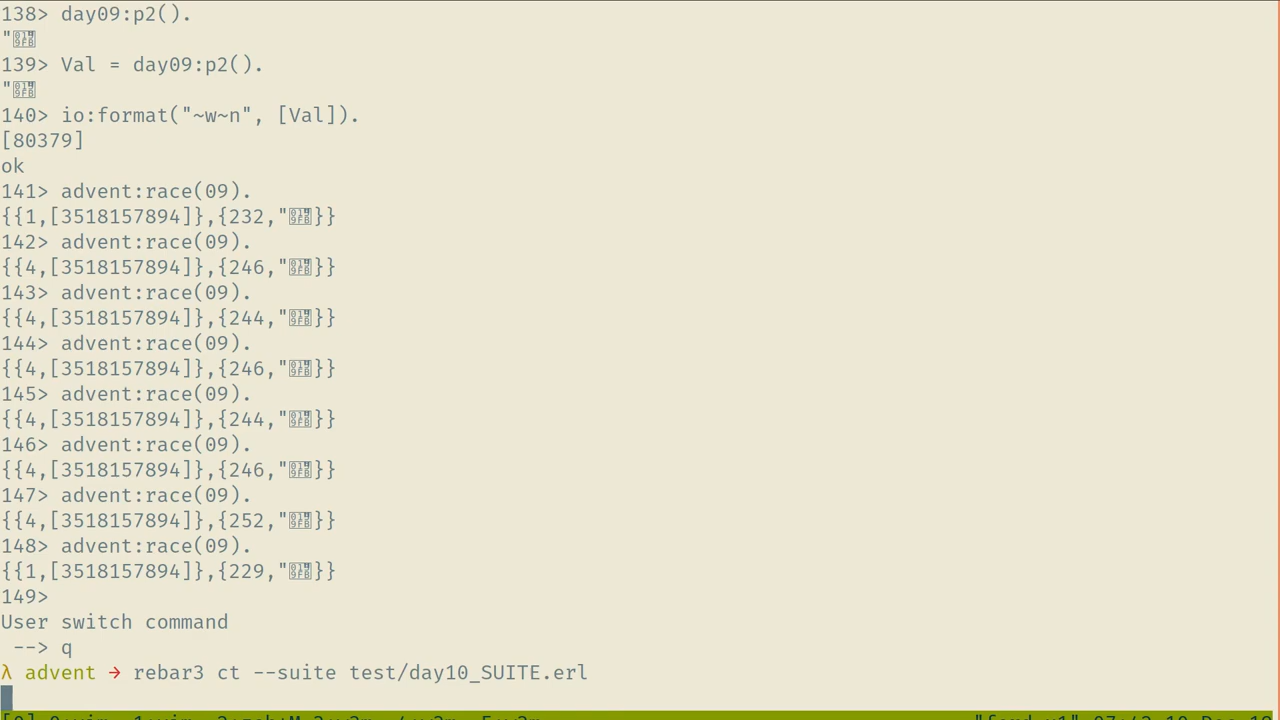 138> day09:p2().
"
139> Val = day09:p2().
"
140> io:format("~w~n", [Val]).
[80379]
ok
141> advent:race(09).
{{1,[3518157894]},{232,"}}
142> advent:race(09).
{{4,[3518157894]},{246,"}}
143> advent:race(09).
{{4,[3518157894]},{244,"}}
144> advent:race(09).
{{4,[3518157894]},{246,"}}
145> advent:race(09).
{{4,[3518157894]},{244,"}}
146> advent:race(09).
{{4,[3518157894]},{246,"}}
147> advent:race(09).
{{4,[3518157894]},{252,"}}
148> advent:race(09).
{{1,[3518157894]},{229,"}}
149>
User switch command
--> q
λ advent → rebar3 ct --suite test/day10_SUITE.erl